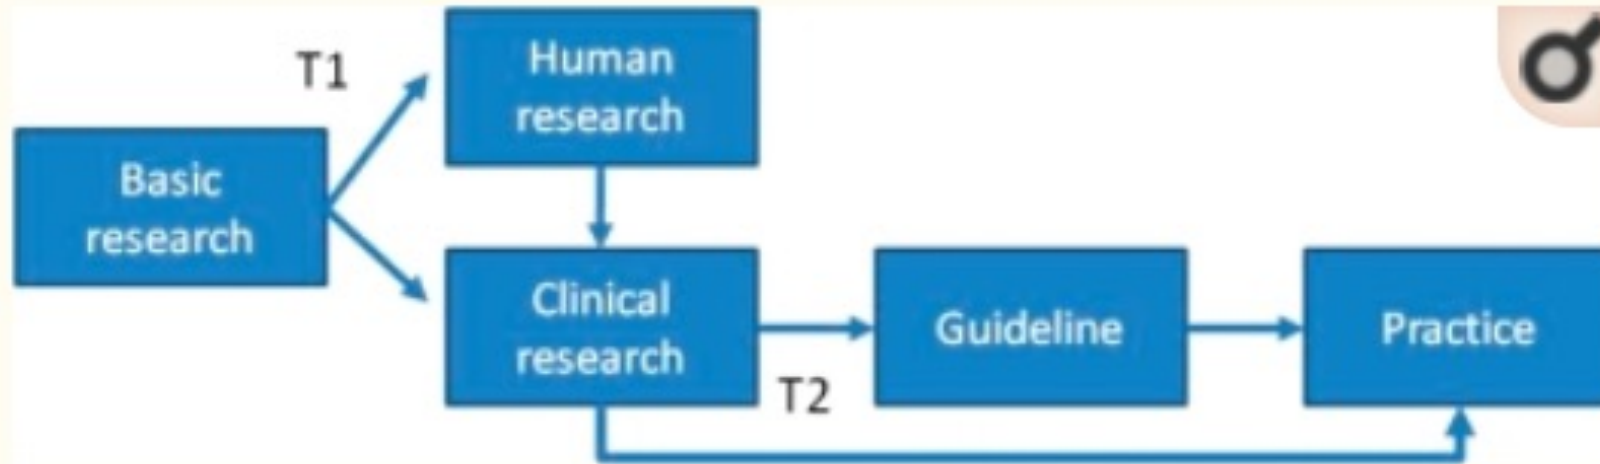 T1
Human
research
Basic
research
Clinical
research
T2
Guideline
Practice